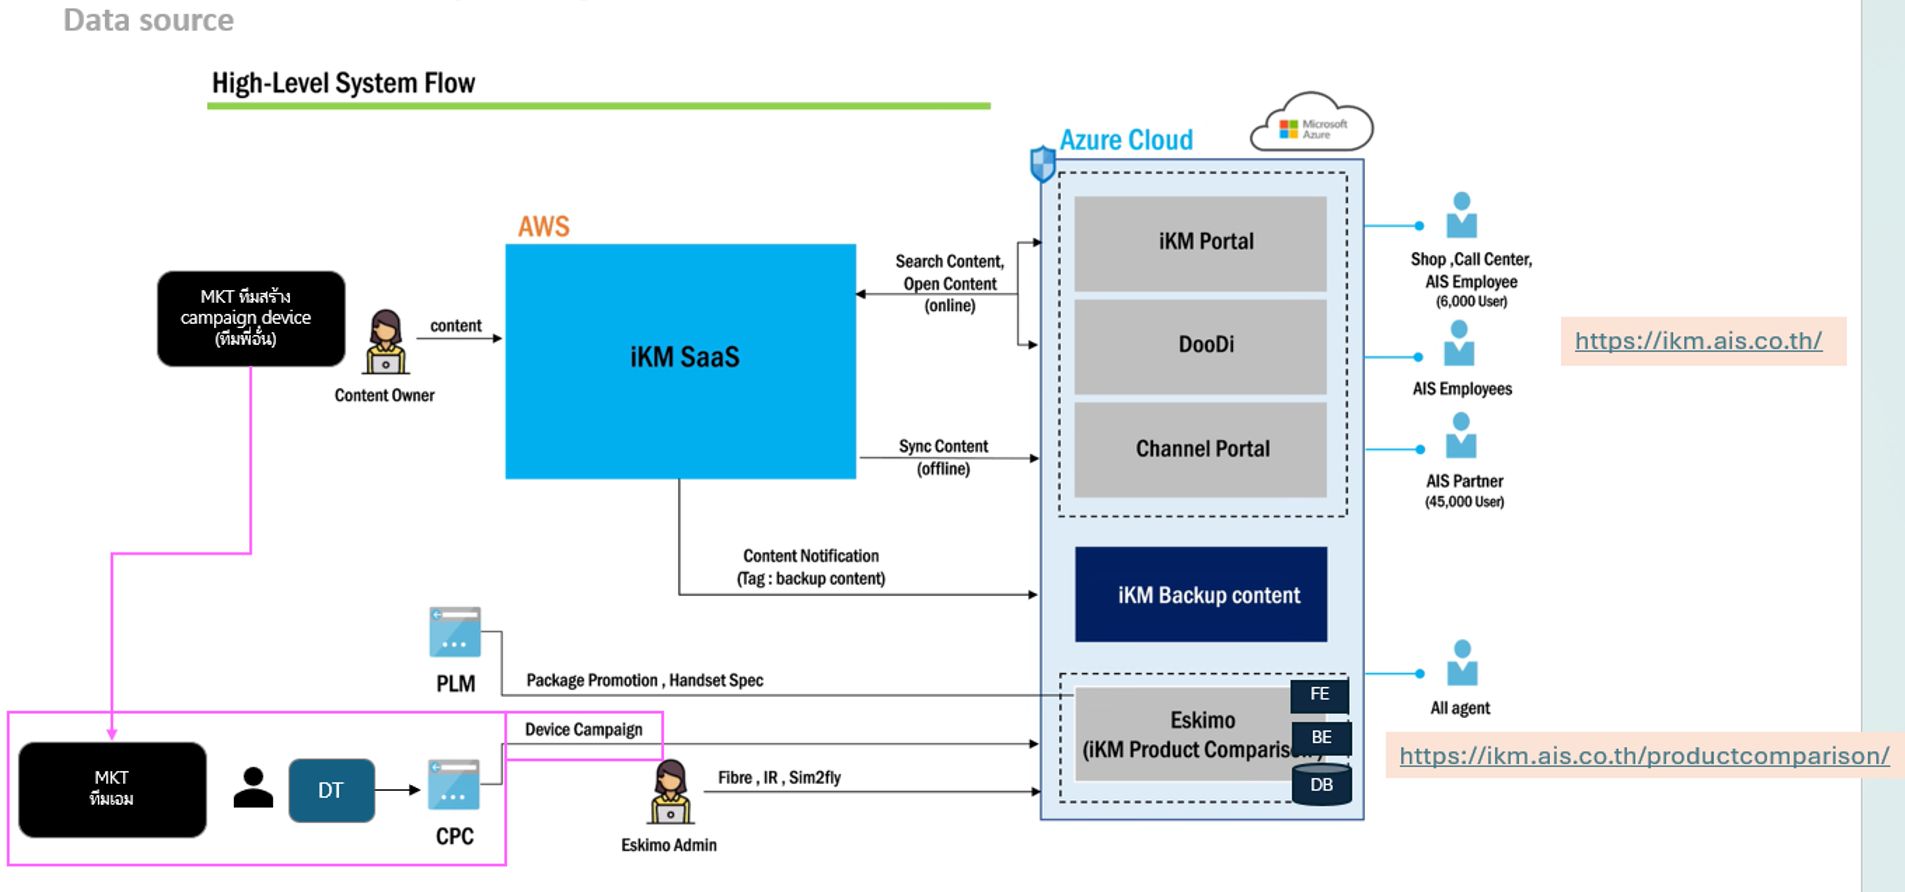 Data source
High-Level System Flow
Microsoft
Azure
Azure Cloud
AWS
MKT ทีมสร้าง
campaign device
(ทีมพี่อั๋น)
Content Owner
content
iKM SaaS
Search Content,
Open Content
(online)
Sync Content
(offline)
Content Notification
(Tag : backup content)
iKM Portal
DooDi
Channel Portal
iKM Backup content
Shop ,Call Center,
AIS Employee
(6,000 User)
https://ikm.ais.co.th/
AIS Employees
AIS Partner
(45,000 User)
PLM
Package Promotion , Handset Spec
Device Campaign
MKT
ทีมเอม
DT
CPC
Fibre , IR , Sim2fly
Eskimo Admin
Eskimo
(iKM Product Comparison)
FE
BE
DB
All agent
https://ikm.ais.co.th/productcomparison/